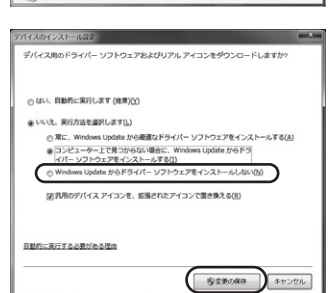 デバイスのインストール設定
デバイス用のドライバー ソフトウェアおよびリアル アイコンをダウンロードしますか?
はい、自動的に実行します (推奨)(Y)
いいえ、実行方法を選択します(L)
常に、Windows Update から最適なドライバー ソフトウェアをインストールする(A)
コンピューター上で見つからない場合に、Windows Update からドラ
イバー ソフトウェアをインストールする(I)
Windows Update からドライバー ソフトウェアをインストールしない(N)
汎用のデバイス アイコンを、拡張されたアイコンで置き換える(R)
自動的に実行する必要がある理由
変更の保存
キャンセル